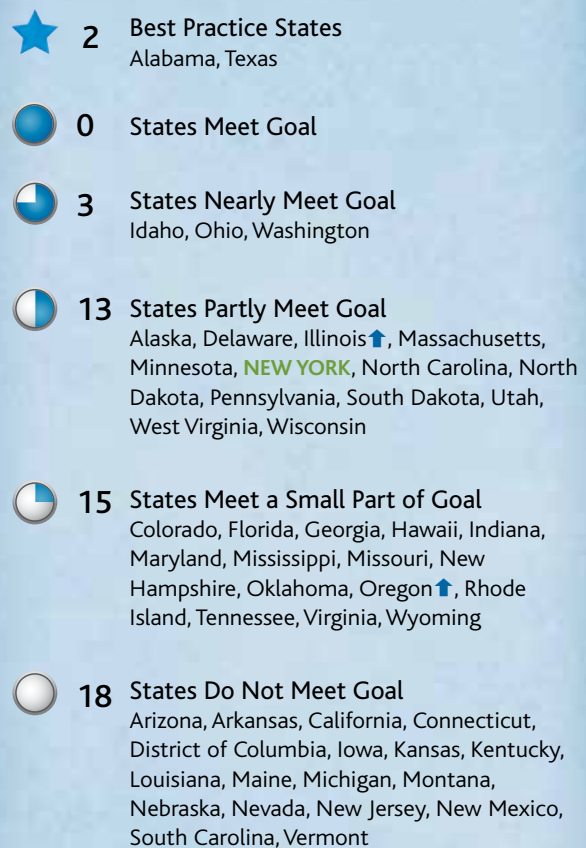 2 Best Practice States
Alabama, Texas
0 States Meet Goal
3 States Nearly Meet Goal
Idaho, Ohio, Washington
13 States Partly Meet Goal
Alaska, Delaware, Illinois⬆, Massachusetts,
Minnesota, NEW YORK, North Carolina, North
Dakota, Pennsylvania, South Dakota, Utah,
West Virginia, Wisconsin
15 States Meet a Small Part of Goal
Colorado, Florida, Georgia, Hawaii, Indiana,
Maryland, Mississippi, Missouri, New
Hampshire, Oklahoma, Oregon⬆, Rhode
Island, Tennessee, Virginia, Wyoming
18 States Do Not Meet Goal
Arizona, Arkansas, California, Connecticut,
District of Columbia, Iowa, Kansas, Kentucky,
Louisiana, Maine, Michigan, Montana,
Nebraska, Nevada, New Jersey, New Mexico,
South Carolina, Vermont